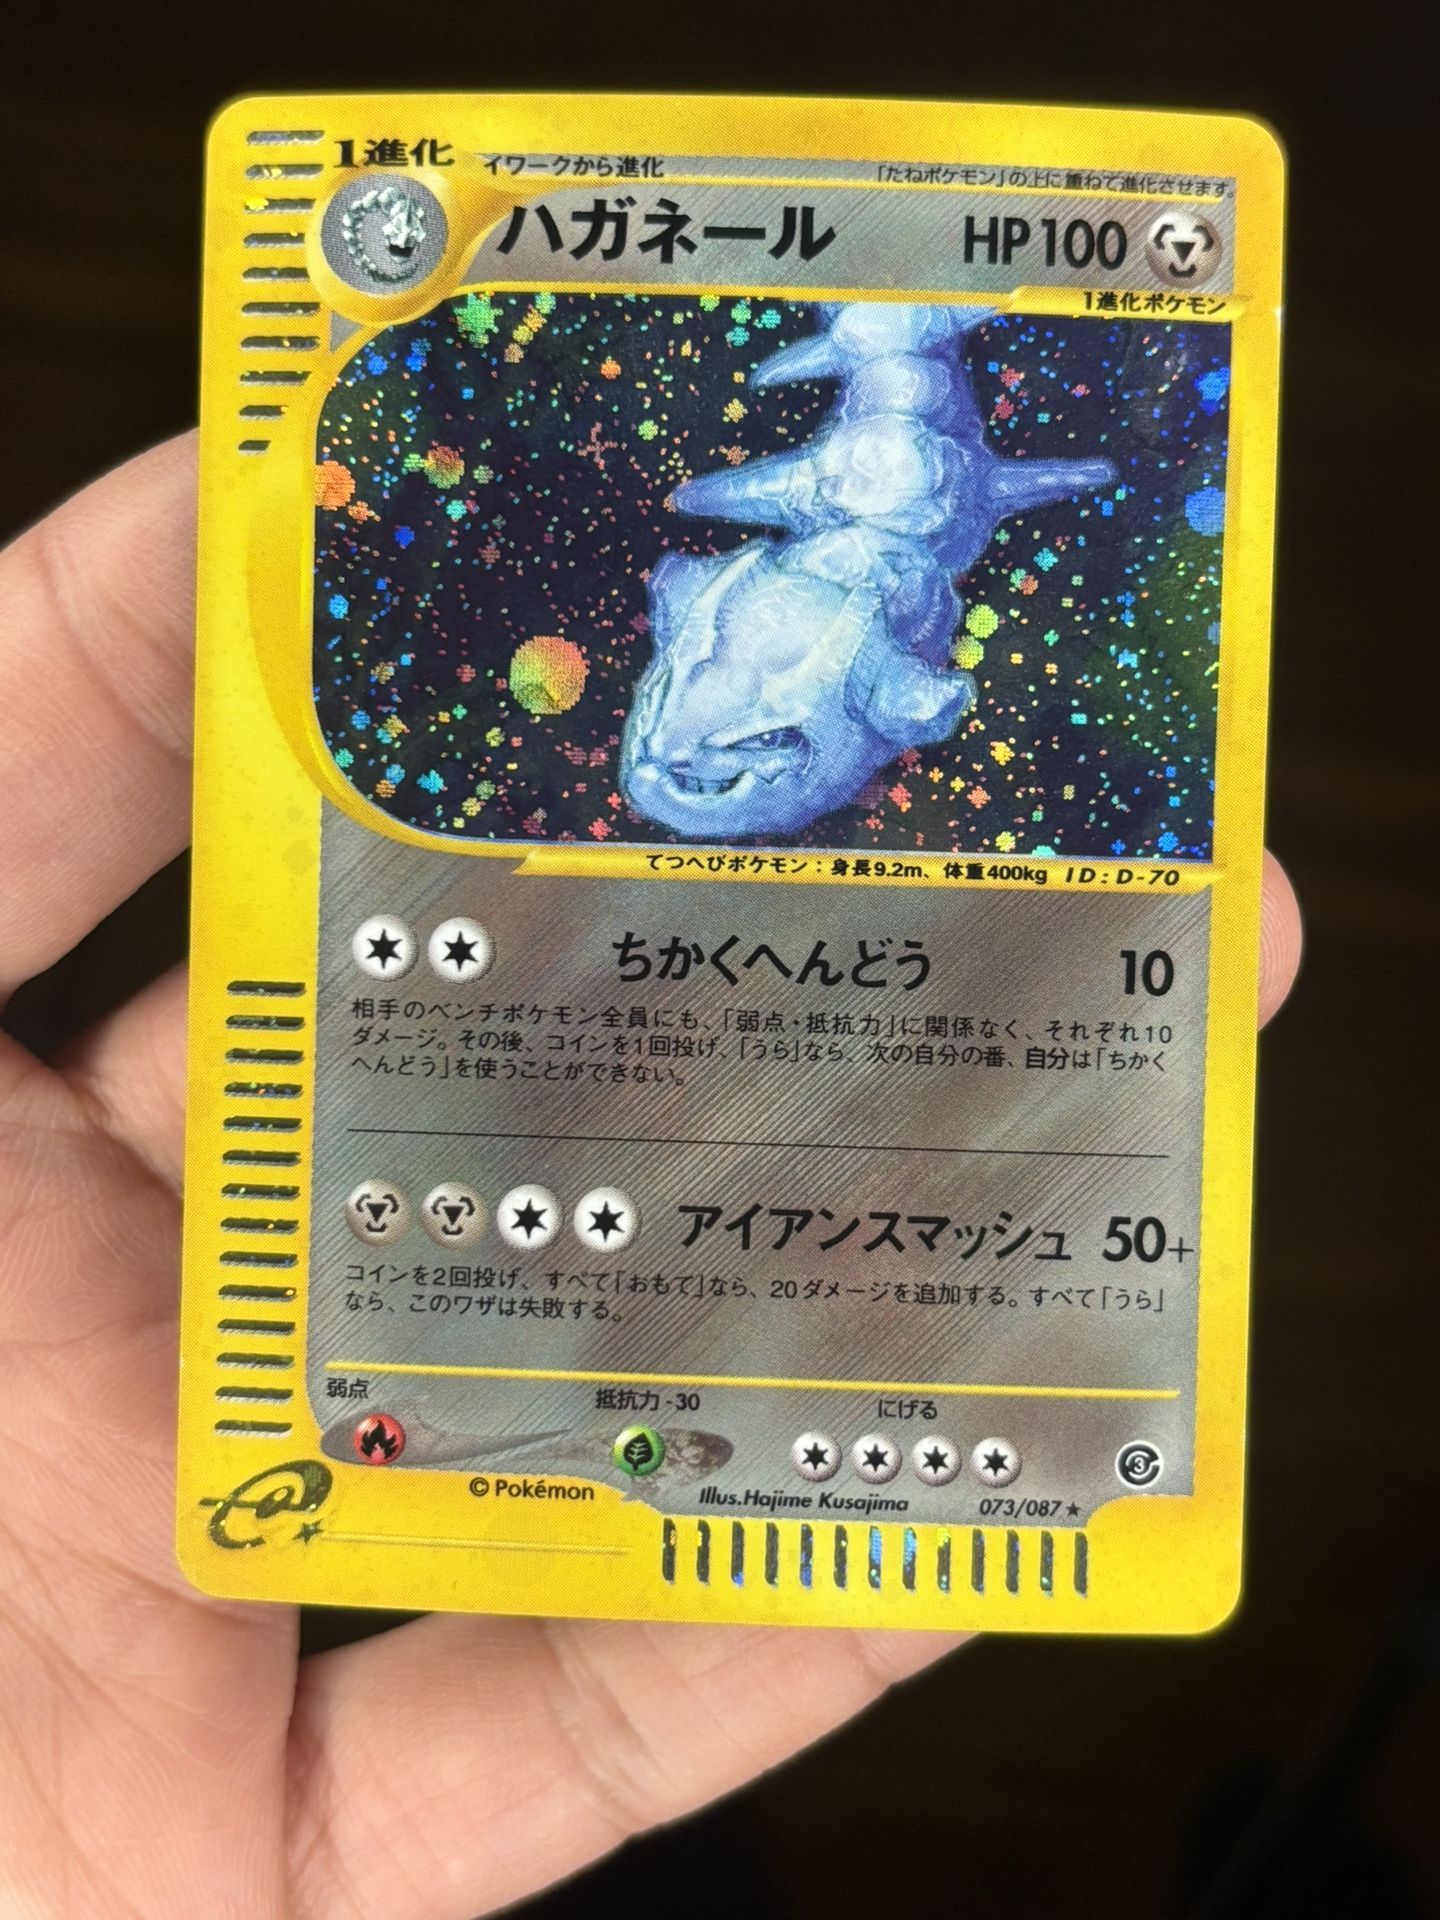 1進化
イワークから進化
「たねポケモン」の上に重ねて進化させます。
ハガネール HP100
1進化ポケモン
てつへびポケモン：身長9.2m、体重400kg ID：D-70
ちかくへんどう 10
相手のベンチポケモン全員にも、「弱点・抵抗力」に関係なく、それぞれ10
ダメージ。その後、コインを1回投げ、「うら」なら、次の自分の番、自分は「ちかく
へんどう」を使うことができない。
アイアンスマッシュ 50+
コインを2回投げ、すべて「おもて」なら、20ダメージを追加する。すべて「うら」
なら、このワザは失敗する。
弱点 抵抗力 -30 にげる
© Pokémon Illus.Hajime Kusajima 073/087★
e
3